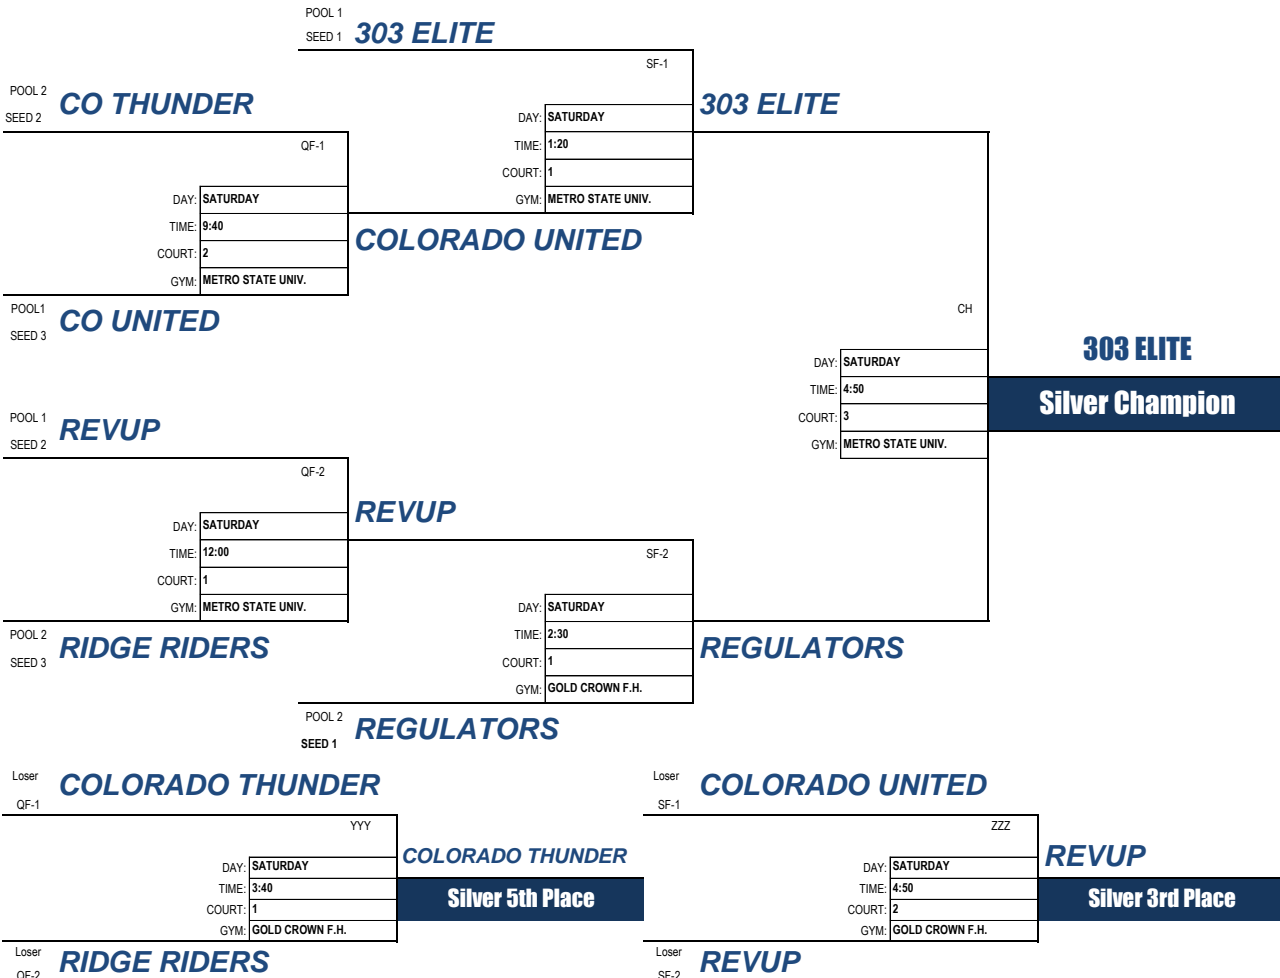 POOL 1
SEED 1 303 ELITE
SF-1
POOL 2
SEED 2 CO THUNDER
DAY: SATURDAY
303 ELITE
QF-1
TIME: 1:20
COURT: 1
DAY: SATURDAY
GYM: METRO STATE UNIV.
TIME: 9:40
COLORADO UNITED
COURT: 2
GYM: METRO STATE UNIV.
POOL1
SEED 3 CO UNITED
CH
303 ELITE
DAY: SATURDAY
TIME: 4:50
Silver Champion
COURT: 3
GYM: METRO STATE UNIV.
POOL 1
SEED 2 REVUP
QF-2
REVUP
DAY: SATURDAY
TIME: 12:00
SF-2
COURT: 1
GYM: METRO STATE UNIV.
DAY: SATURDAY
POOL 2
SEED 3 RIDGE RIDERS
TIME: 2:30
REGULATORS
COURT: 1
GYM: GOLD CROWN F.H.
POOL 2
SEED 1 REGULATORS
Loser
QF-1 COLORADO THUNDER
YYY
COLORADO THUNDER
DAY: SATURDAY
TIME: 3:40
Silver 5th Place
COURT: 1
GYM: GOLD CROWN F.H.
Loser
QF-2 RIDGE RIDERS
Loser
SF-1 COLORADO UNITED
ZZZ
REVUP
DAY: SATURDAY
TIME: 4:50
Silver 3rd Place
COURT: 2
GYM: GOLD CROWN F.H.
Loser
SF-2 REVUP